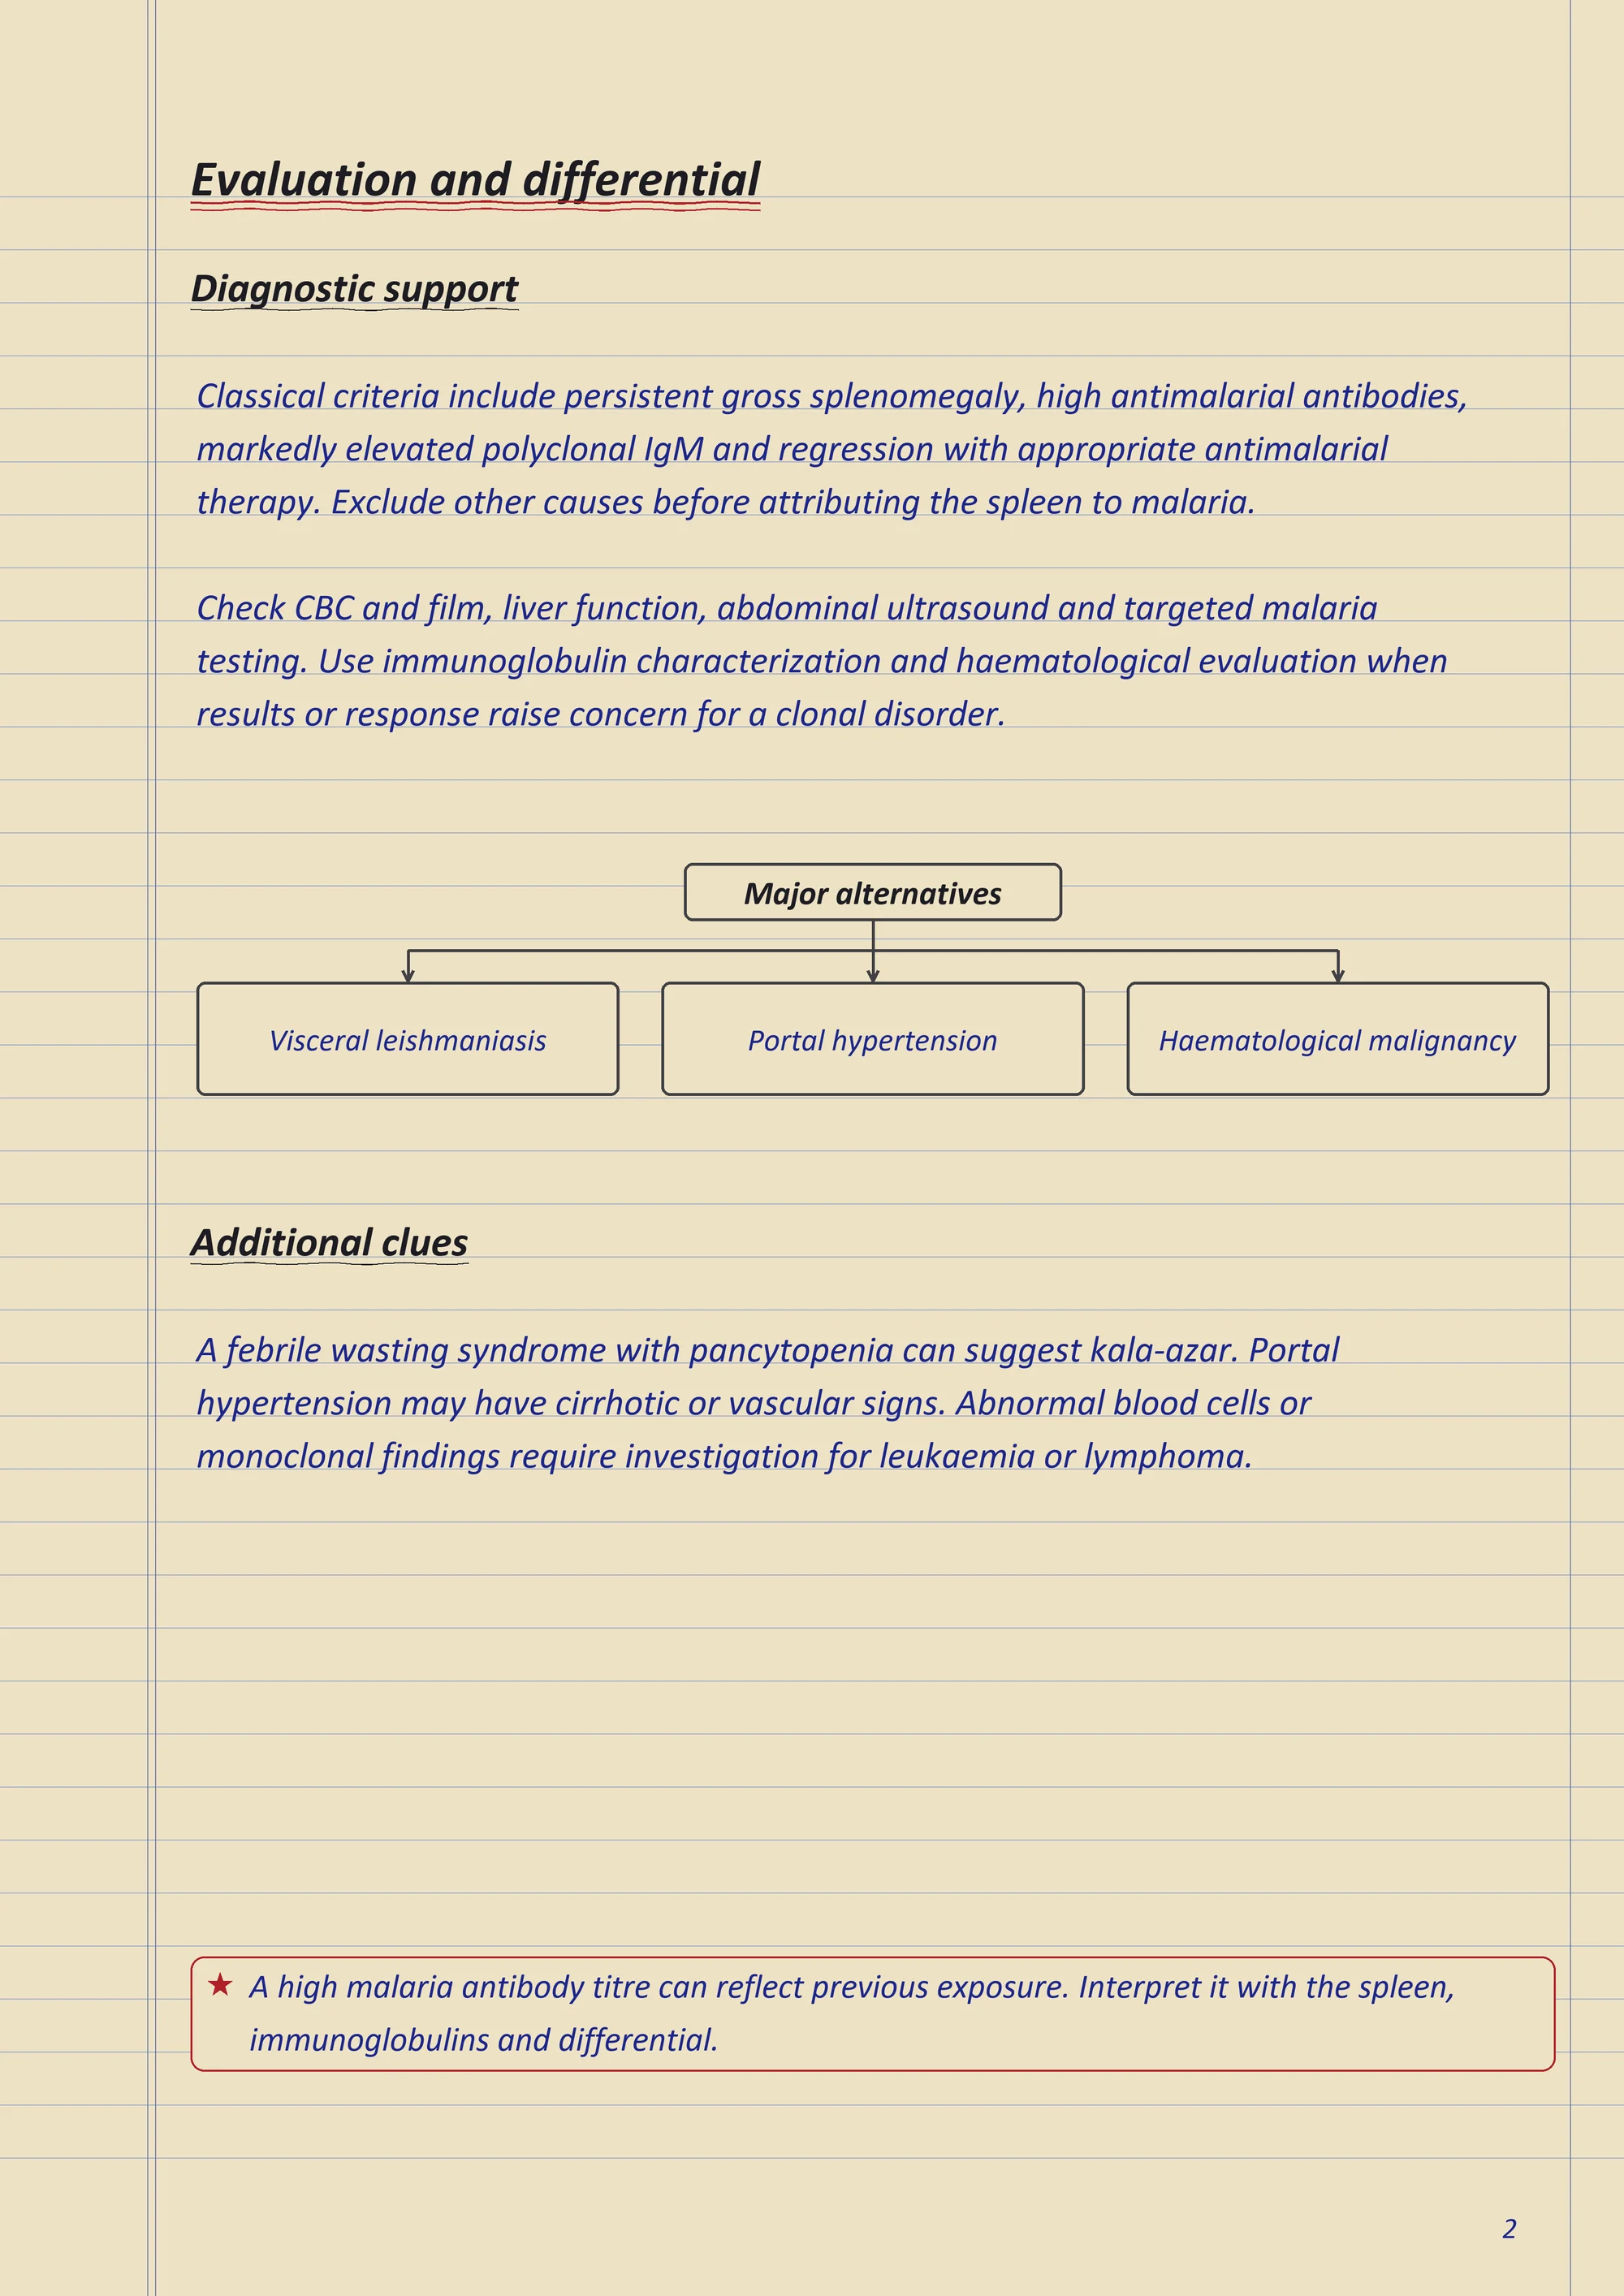 Evaluation and differential
Diagnostic support
Classical criteria include persistent gross splenomegaly, high antimalarial antibodies,
markedly elevated polyclonal IgM and regression with appropriate antimalarial
therapy. Exclude other causes before attributing the spleen to malaria.
Check CBC and film, liver function, abdominal ultrasound and targeted malaria
testing. Use immunoglobulin characterization and haematological evaluation when
results or response raise concern for a clonal disorder.
Major alternatives
Visceral leishmaniasis
Portal hypertension
Haematological malignancy
Additional clues
A febrile wasting syndrome with pancytopenia can suggest kala-azar. Portal
hypertension may have cirrhotic or vascular signs. Abnormal blood cells or
monoclonal findings require investigation for leukaemia or lymphoma.
★ A high malaria antibody titre can reflect previous exposure. Interpret it with the spleen,
immunoglobulins and differential.
2